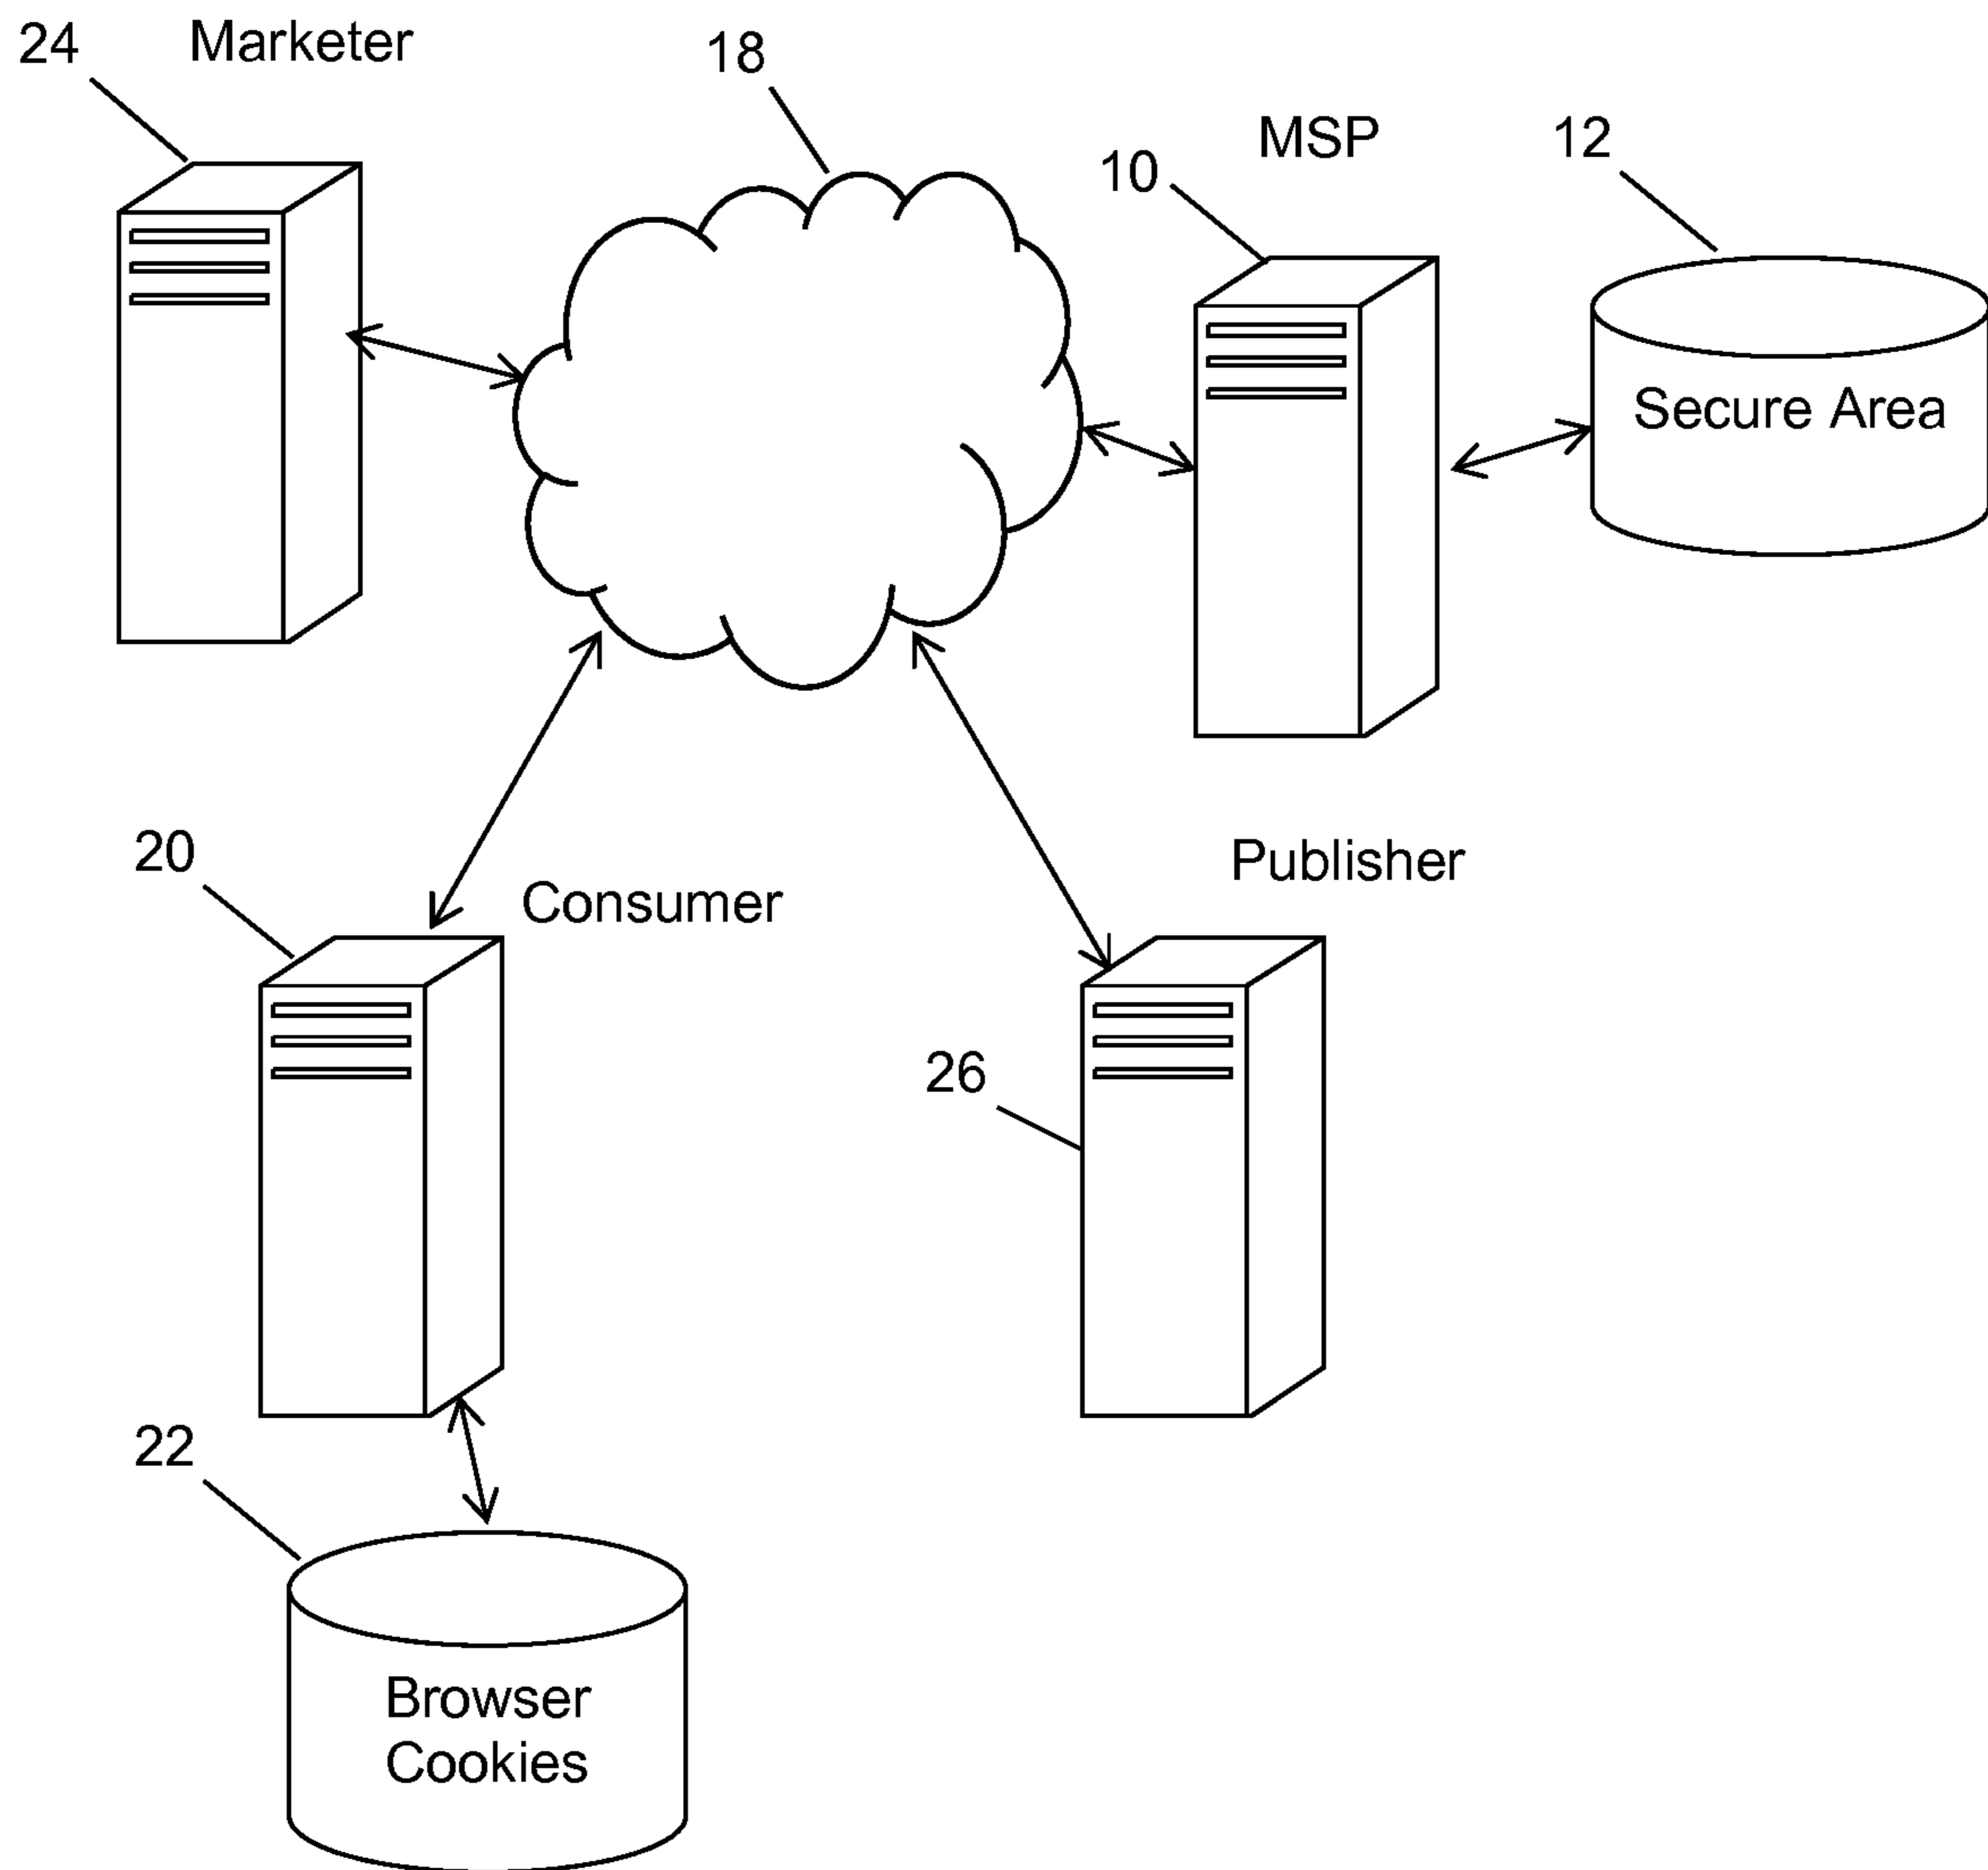 24
Marketer
18
MSP
10
12
Secure Area
20
Consumer
Publisher
26
22
Browser
Cookies